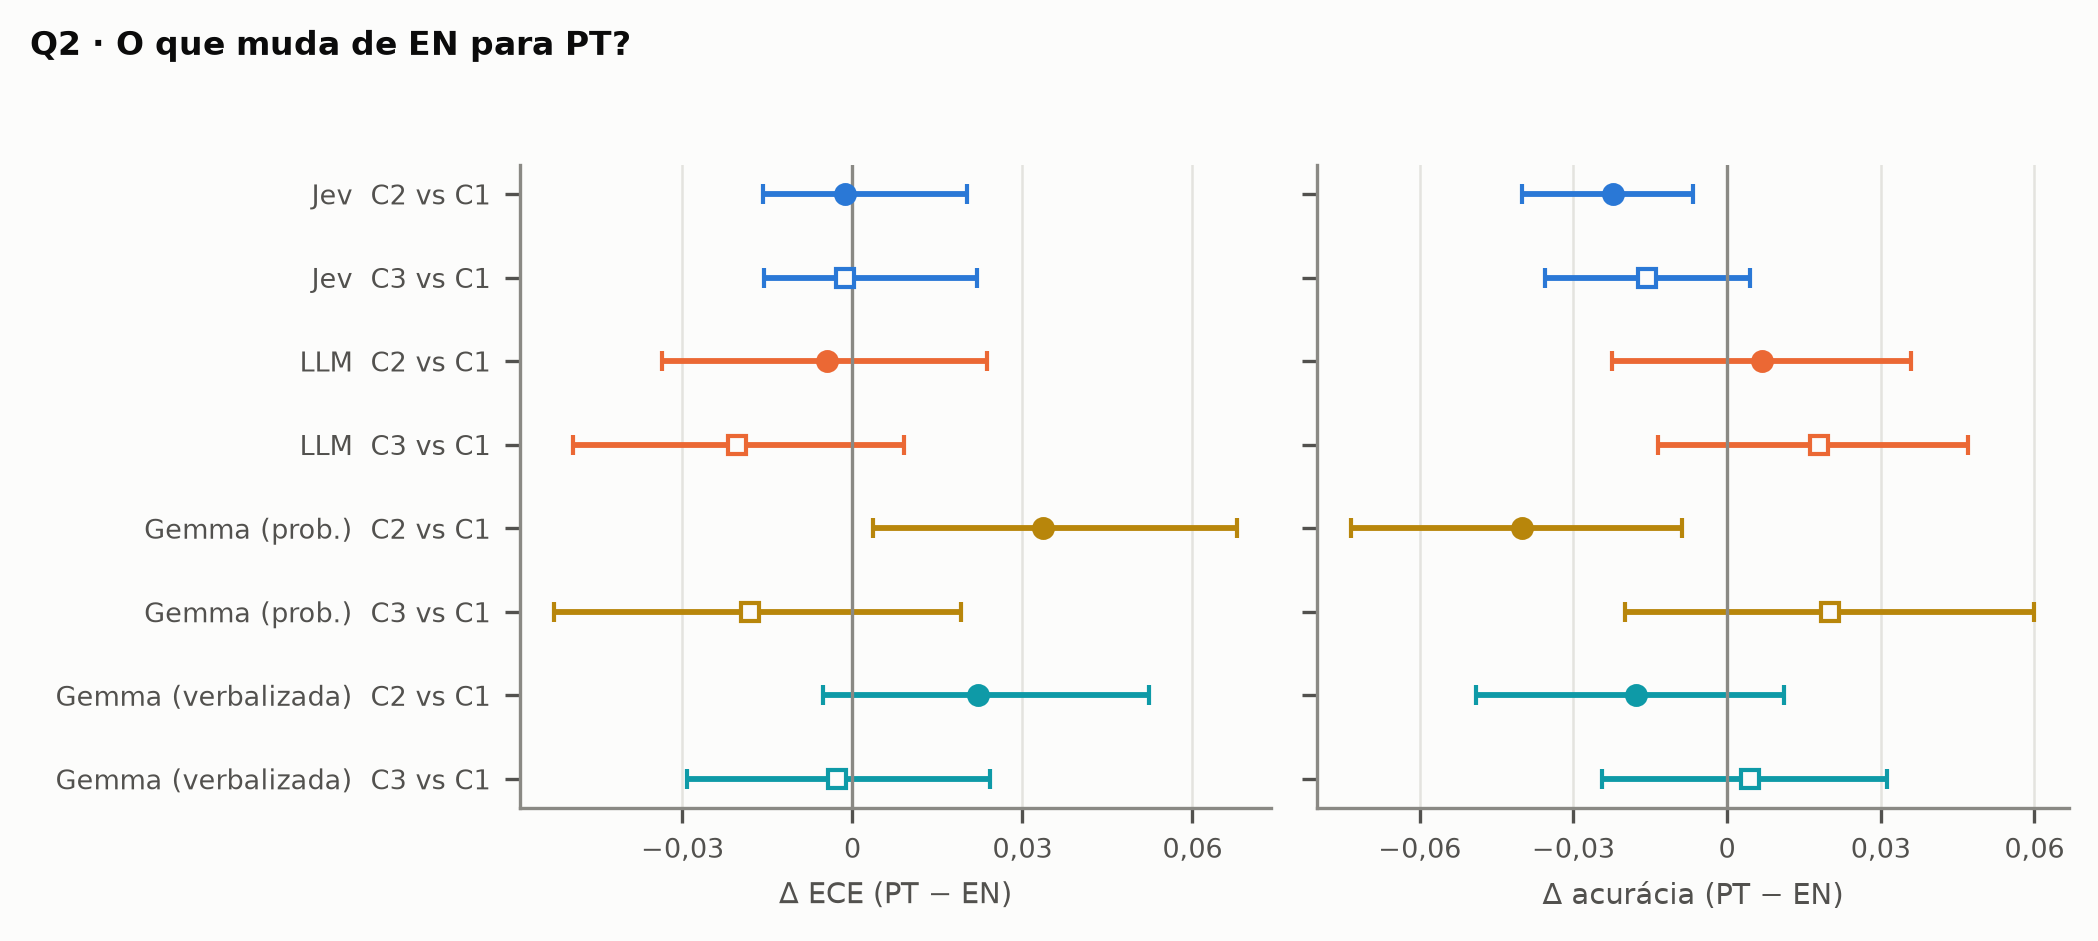 Q2 · O que muda de EN para PT?
Jev C2 vs C1
Jev C3 vs C1
LLM C2 vs C1
LLM C3 vs C1
Gemma (prob.) C2 vs C1
Gemma (prob.) C3 vs C1
Gemma (verbalizada) C2 vs C1
Gemma (verbalizada) C3 vs C1
−0,03 0 0,03 0,06
Δ ECE (PT − EN)
−0,06 −0,03 0 0,03 0,06
Δ acurácia (PT − EN)